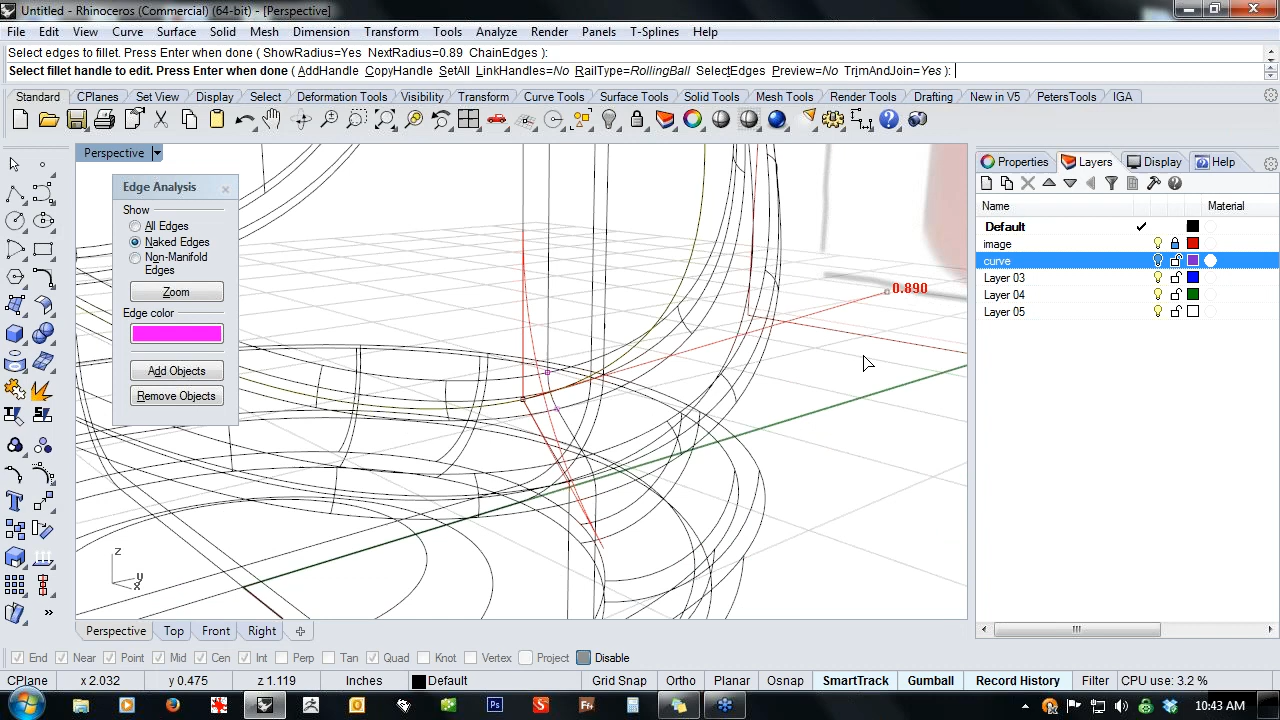 Untitled - Rhinoceros (Commercial) (64-bit) - [Perspective]
File Edit View Curve Surface Solid Mesh Dimension Transform Tools Analyze Render Panels T-Splines Help
Select edges to fillet. Press Enter when done ( ShowRadius=Yes NextRadius=0.89 ChainEdges ):
Select fillet handle to edit. Press Enter when done ( AddHandle CopyHandle SetAll LinkHandles=No RailType=RollingBall SelectEdges Preview=No TrimAndJoin=Yes ):
Standard CPlanes Set View Display Select Deformation Tools Visibility Transform Curve Tools Surface Tools Solid Tools Mesh Tools Render Tools Drafting New in V5 PetersTools IGA
Perspective
Properties Layers Display Help
Edge Analysis
Show
All Edges
Naked Edges
Non-Manifold
Edges
Zoom
Edge color
Add Objects
Remove Objects
Name Material
Default
image
curve
Layer 03
Layer 04
Layer 05
0.890
z
y
x
Perspective Top Front Right
End Near Point Mid Cen Int Perp Tan Quad Knot Vertex Project Disable
CPlane x 2.032 y 0.475 z 1.119 Inches Default Grid Snap Ortho Planar Osnap SmartTrack Gumball Record History Filter CPU use: 3.2 %
10:43 AM